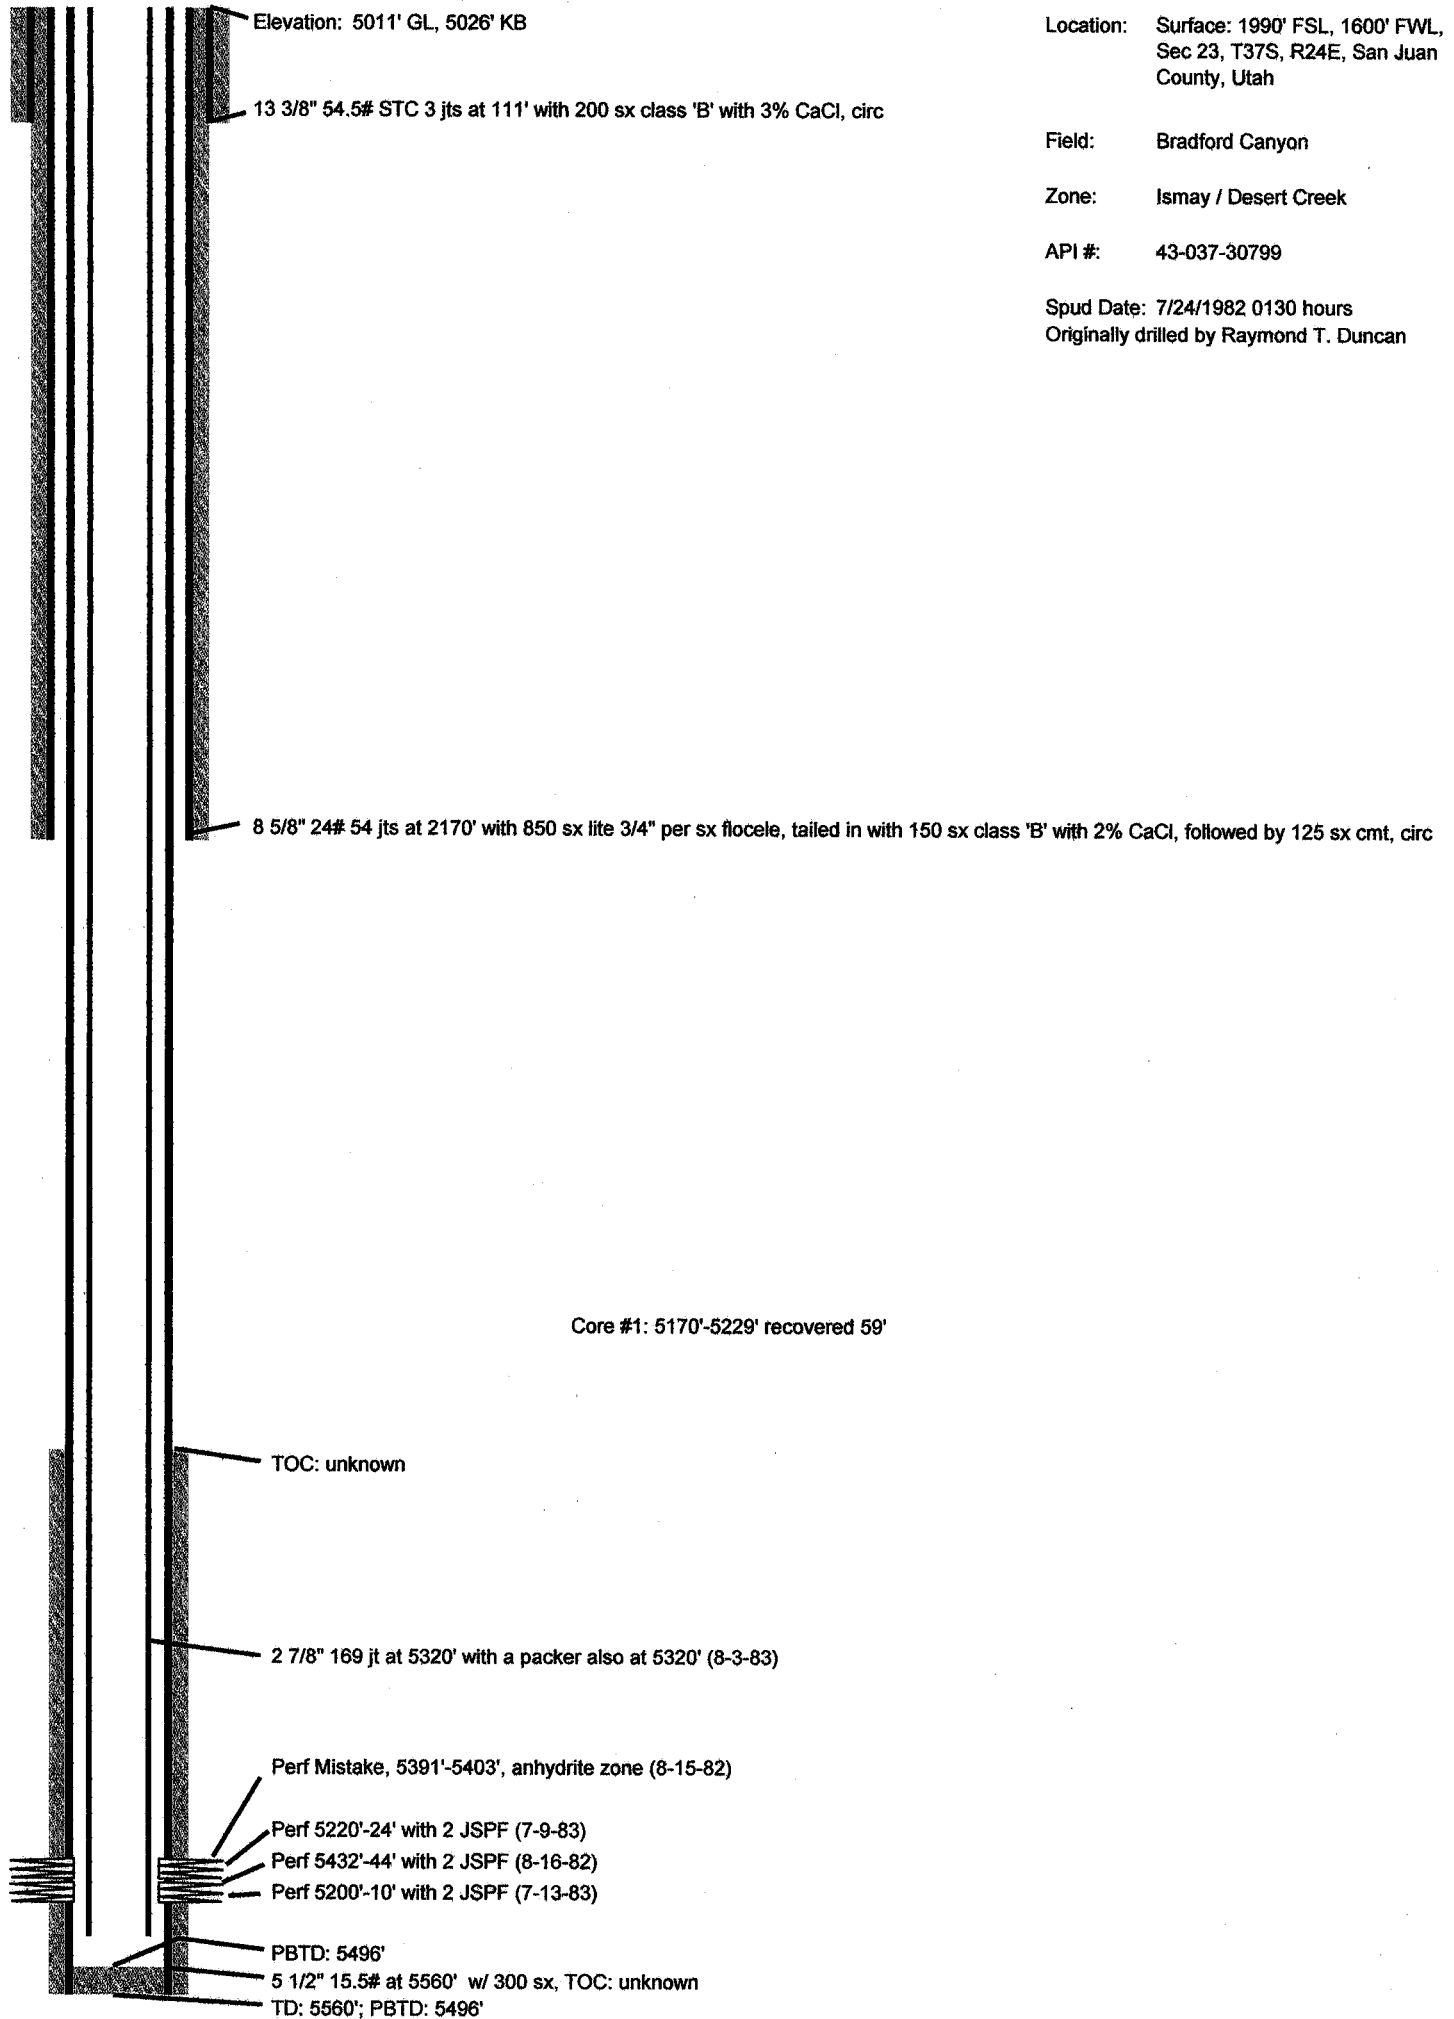 Elevation: 5011' GL, 5026' KB
13 3/8" 54.5# STC 3 jts at 111' with 200 sx class 'B' with 3% CaCl, circ
Location: Surface: 1990' FSL, 1600' FWL,
Sec 23, T37S, R24E, San Juan
County, Utah
Field: Bradford Canyon
Zone: Ismay / Desert Creek
API #: 43-037-30799
Spud Date: 7/24/1982 0130 hours
Originally drilled by Raymond T. Duncan
8 5/8" 24# 54 jts at 2170' with 850 sx lite 3/4" per sx flocele, tailed in with 150 sx class 'B' with 2% CaCl, followed by 125 sx cmt, circ
Core #1: 5170'-5229' recovered 59'
TOC: unknown
2 7/8" 169 jt at 5320' with a packer also at 5320' (8-3-83)
Perf Mistake, 5391'-5403', anhydrite zone (8-15-82)
Perf 5220'-24' with 2 JSPF (7-9-83)
Perf 5432'-44' with 2 JSPF (8-16-82)
Perf 5200'-10' with 2 JSPF (7-13-83)
PBTD: 5496'
5 1/2" 15.5# at 5560' w/ 300 sx, TOC: unknown
TD: 5560'; PBTD: 5496'